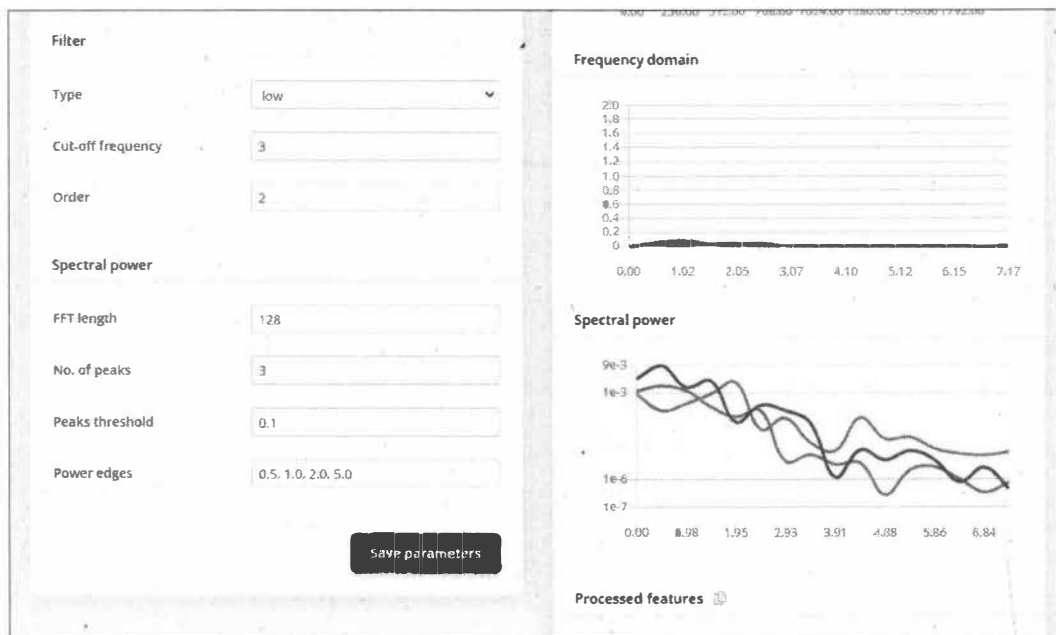 Filter
Type
low
Cut-off frequency
3
Order
2
Spectral power
FFT length
128
No. of peaks
3
Peaks threshold
0.1
Power edges
0.5, 1.0, 2.0, 5.0
Save parameters
Frequency domain
2.0
1.8
1.6
1.4
1.2
1.0
0.8
0.6
0.4
0.2
0
0.00 1.02 2.05 3.07 4.10 5.12 6.15 7.17
Spectral power
9e-3
1e-3
1e-6
1e-7
0.00 0.98 1.95 2.93 3.91 4.88 5.86 6.84
Processed features